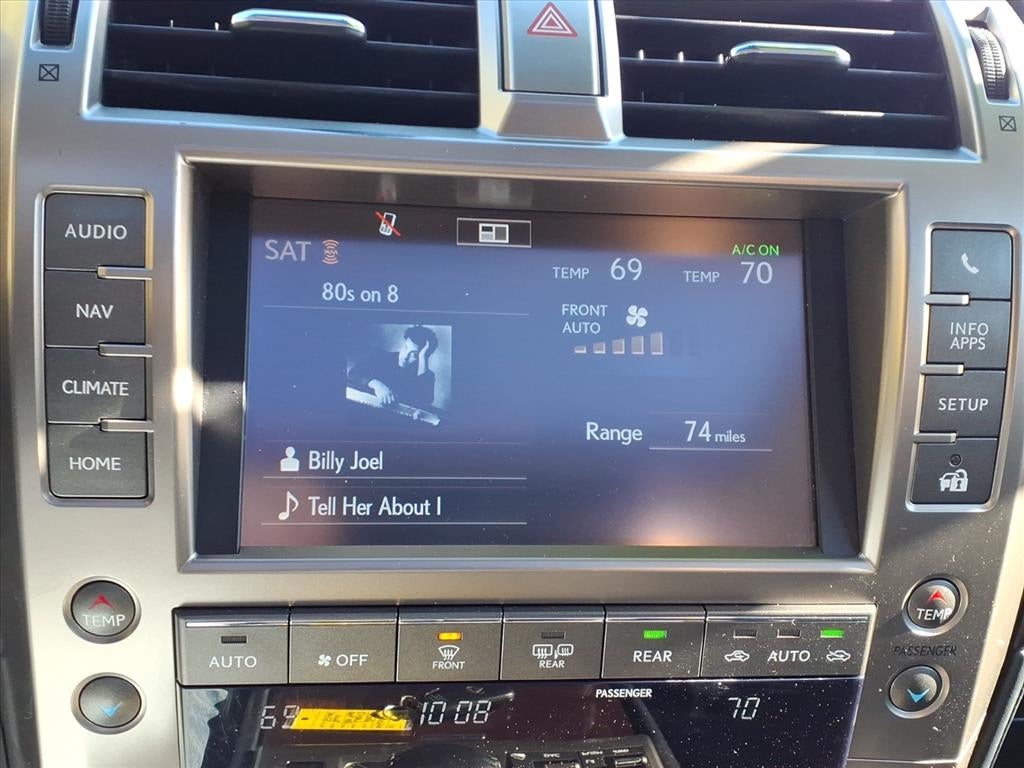 AUDIO
NAV
CLIMATE
HOME
SAT
80s on 8
Billy Joel
Tell Her About I
A/C ON
TEMP 69 TEMP 70
FRONT
AUTO
Range 74 miles
INFO
APPS
SETUP
TEMP
AUTO
OFF
FRONT
REAR
REAR
AUTO
TEMP
PASSENGER
PASSENGER
69 10:08 70